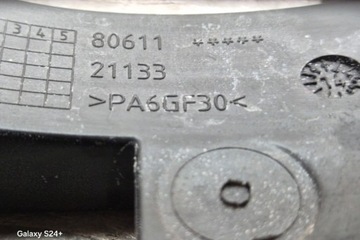 3 4 5
80611 *****
21133
>PA6GF30<
Galaxy S24+